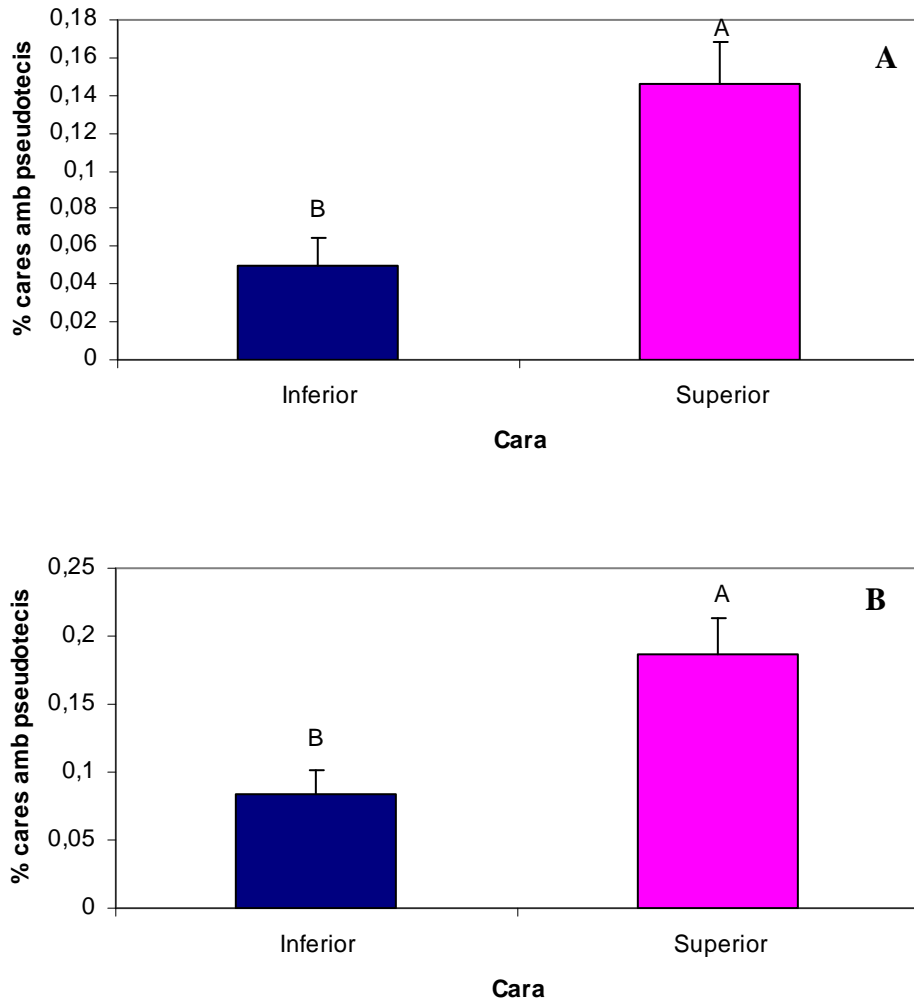 0,18
A
A
0,16
0,14
0,12
0,1
0,08
B
0,06
0,04
0,02
0
% cares amb pseudotecis
Inferior
Superior
Cara
0,25
A
B
0,2
0,15
B
0,1
0,05
0
% cares amb pseudotecis
Inferior
Superior
Cara